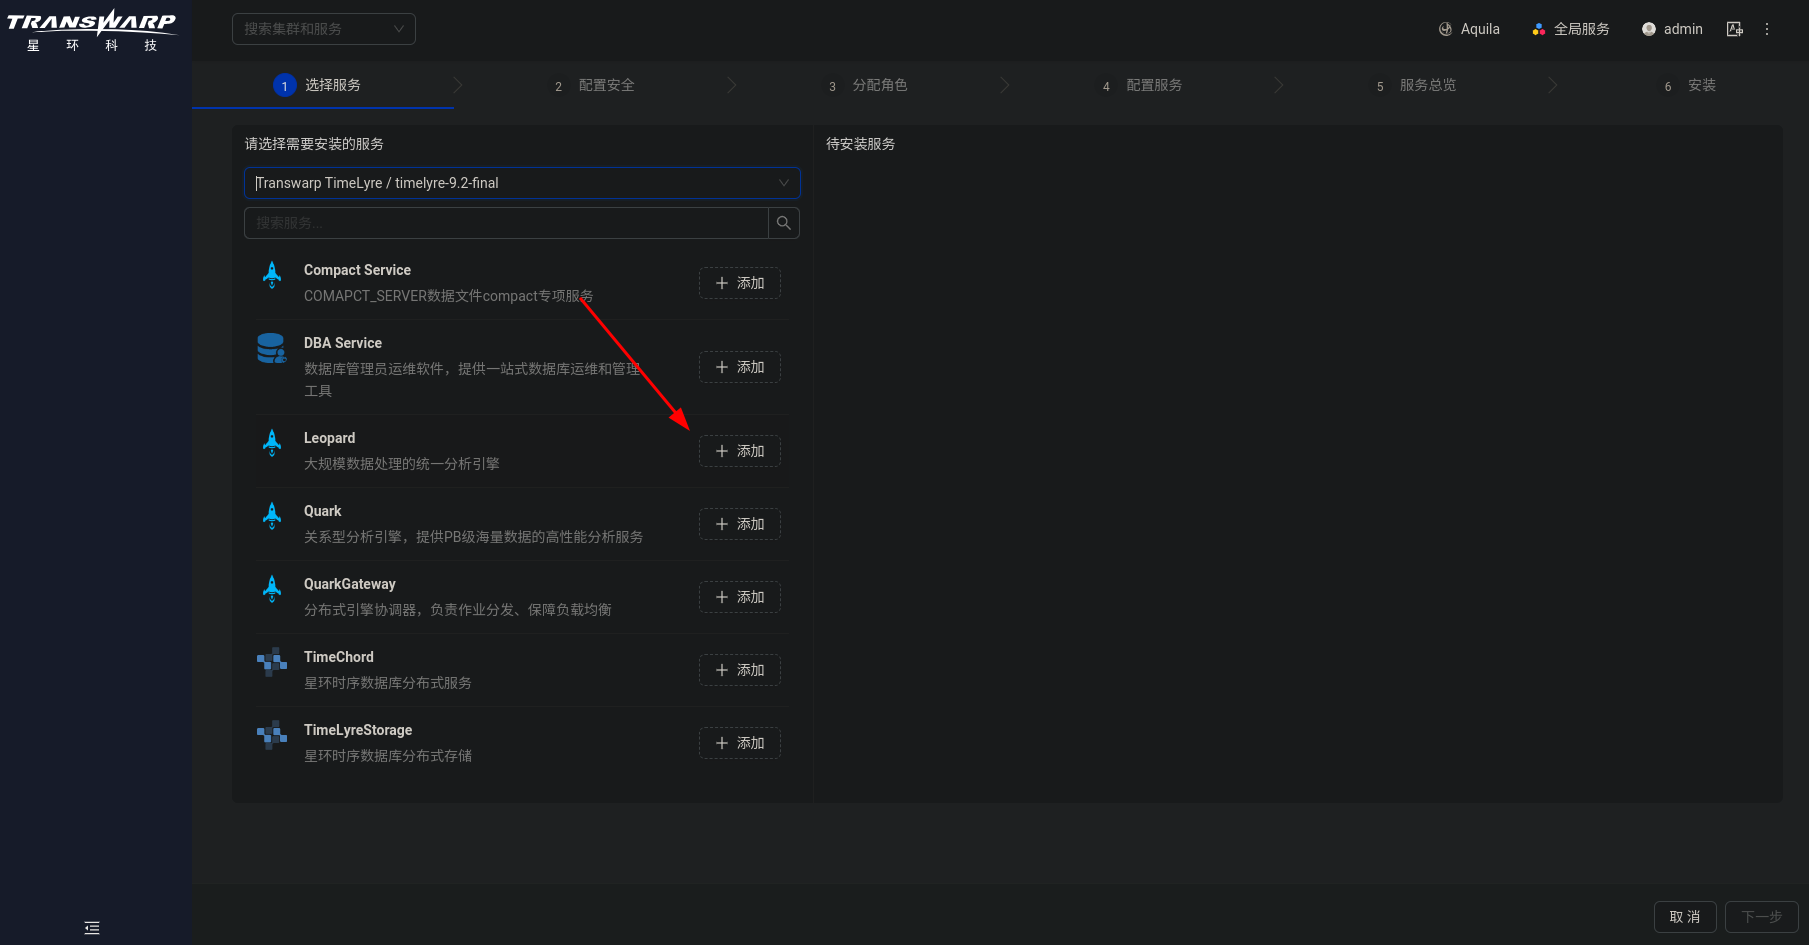 TRANSWARP
星环科技
搜索集群和服务
Aquila
全局服务
admin
1 选择服务
2 配置安全
3 分配角色
4 配置服务
5 服务总览
6 安装
请选择需要安装的服务
待安装服务
Transwarp TimeLyre / timelyre-9.2-final
搜索服务...
Compact Service
COMAPCT_SERVER数据文件compact专项服务
添加
DBA Service
数据库管理员运维软件，提供一站式数据库运维和管理
工具
添加
Leopard
大规模数据处理的统一分析引擎
添加
Quark
关系型分析引擎，提供PB级海量数据的高性能分析服务
添加
QuarkGateway
分布式引擎协调器，负责作业分发、保障负载均衡
添加
TimeChord
星环时序数据库分布式服务
添加
TimeLyreStorage
星环时序数据库分布式存储
添加
取消
下一步